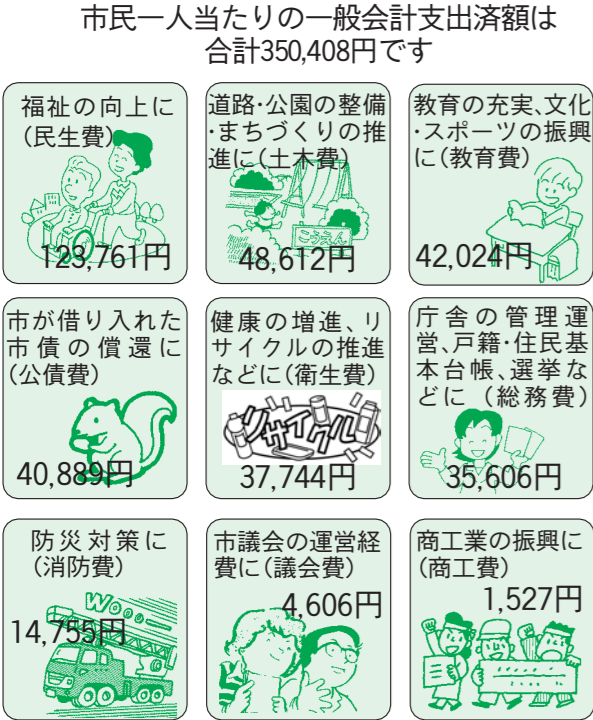 市民一人当たりの一般会計支出済額は
合計350,408円です
福祉の向上に
(民生費)
123,761円
道路・公園の整備
・まちづくりの推
進に(土木費)
こうえん
48,612円
教育の充実、文化
・スポーツの振興
に(教育費)
42,024円
市が借り入れた
市債の償還に
(公債費)
40,889円
健康の増進、リ
サイクルの推進
などに(衛生費)
リサイクル
37,744円
庁舎の管理運
営、戸籍・住民基
本台帳、選挙な
どに(総務費)
35,606円
防災対策に
(消防費)
Wooo
14,755円
市議会の運営経
費に(議会費)
4,606円
商工業の振興に
(商工費)
1,527円